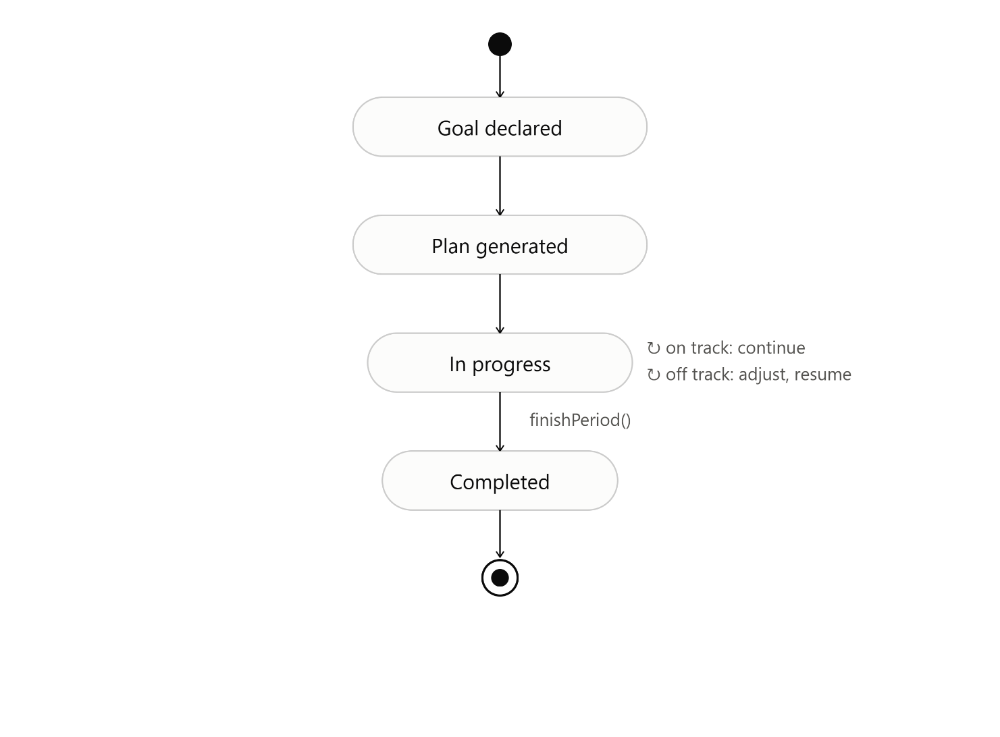 Goal declared
Plan generated
In progress
↻ on track: continue
↻ off track: adjust, resume
finishPeriod()
Completed